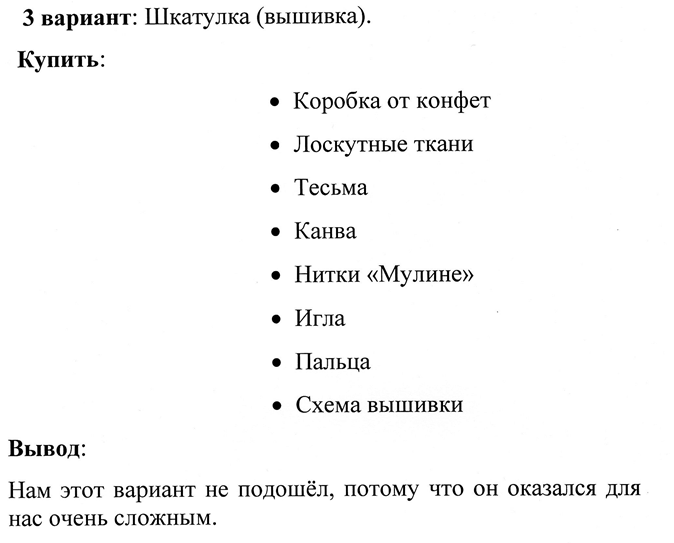 3 вариант: Шкатулка (вышивка).
Купить:
• Коробка от конфет
• Лоскутные ткани
• Тесьма
• Канва
• Нитки «Мулине»
• Игла
• Пальца
• Схема вышивки
Вывод:
Нам этот вариант не подошёл, потому что он оказался для
нас очень сложным.